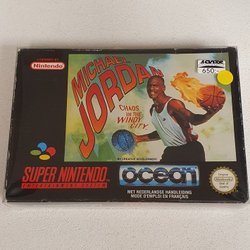 Nintendo
MICHAEL
JORDAN
CHAOS
IN THE
WINDY
CITY
650,-
SUPER NINTENDO
ENTERTAINMENT SYSTEM
ocean
MET NEDERLANDSE HANDLEIDING
MODE D'EMPLOI EN FRANÇAIS